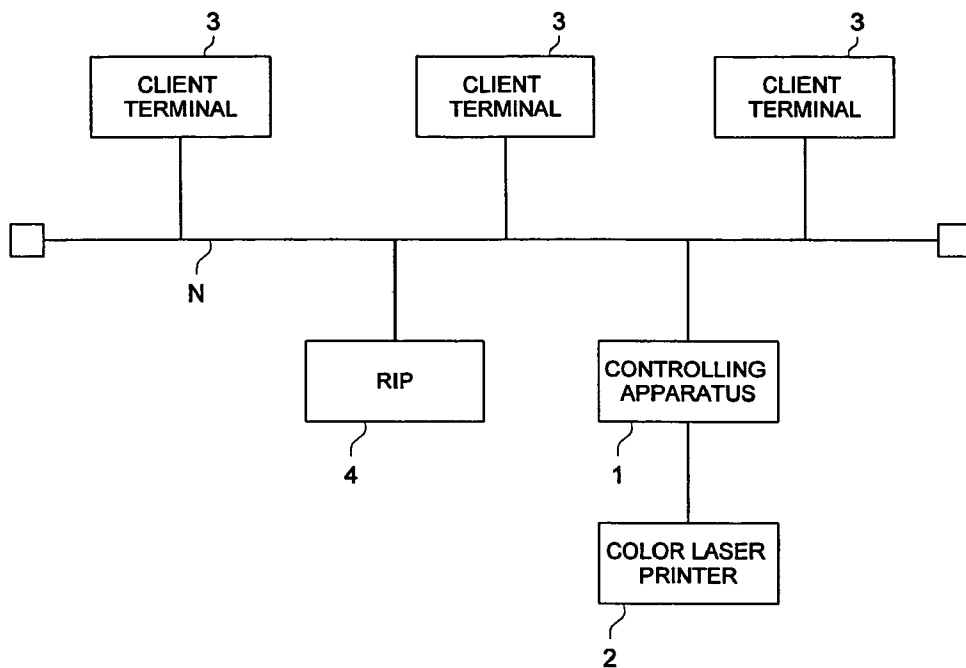 3
3
3
CLIENT
TERMINAL
CLIENT
TERMINAL
CLIENT
TERMINAL
N
RIP
CONTROLLING
APPARATUS
4
1
COLOR LASER
PRINTER
2